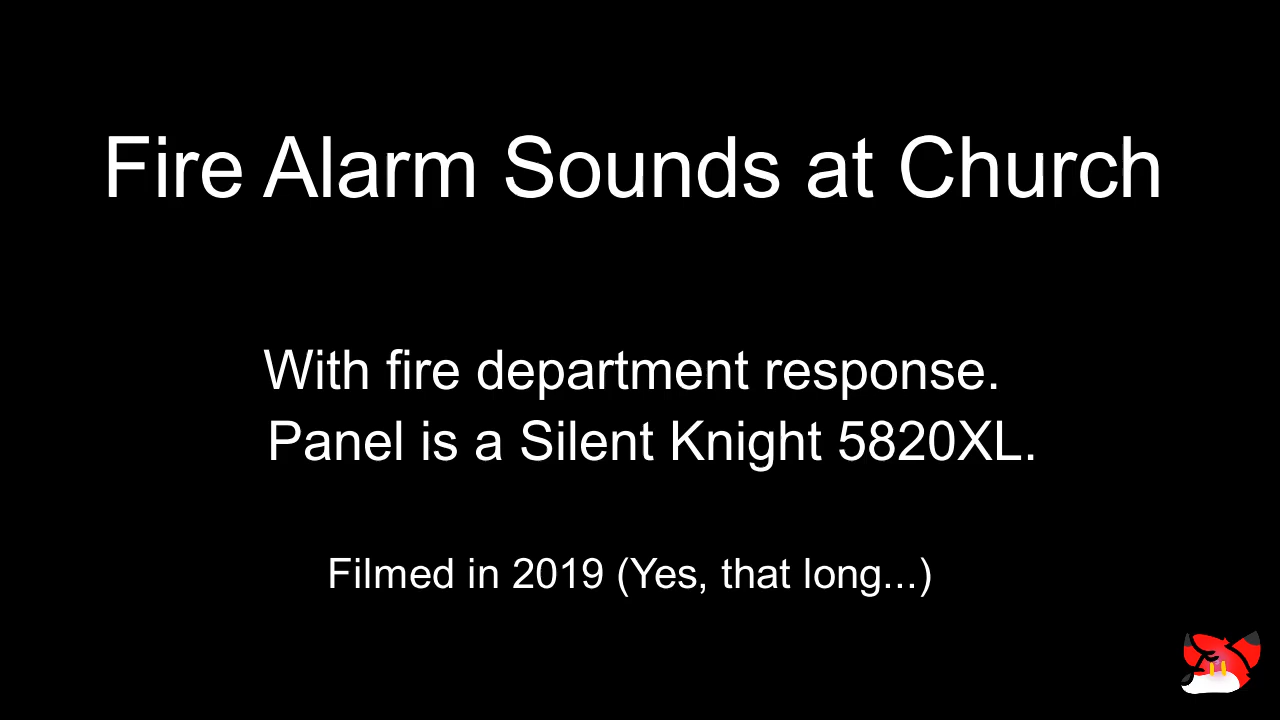 Fire Alarm Sounds at Church
With fire department response.
Panel is a Silent Knight 5820XL.
Filmed in 2019 (Yes, that long...)